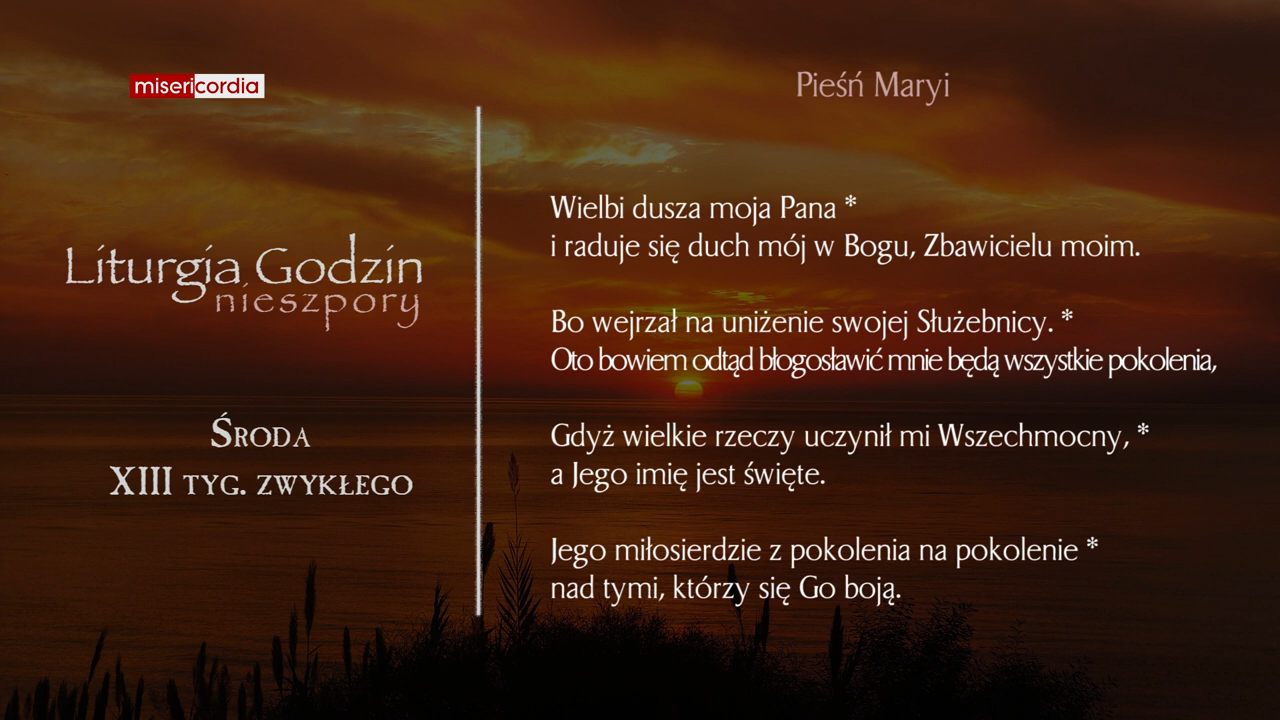 misericordia
Liturgia Godzin
nieszpory
Środa
XIII tyg. zwykłego
Pieśń Maryi
Wielbi dusza moja Pana *
i raduje się duch mój w Bogu, Zbawicielu moim.
Bo wejrzał na uniżenie swojej Służebnicy. *
Oto bowiem odtąd błogosławić mnie będą wszystkie pokolenia,
Gdyż wielkie rzeczy uczynił mi Wszechmocny, *
a Jego imię jest święte.
Jego miłosierdzie z pokolenia na pokolenie *
nad tymi, którzy się Go boją.